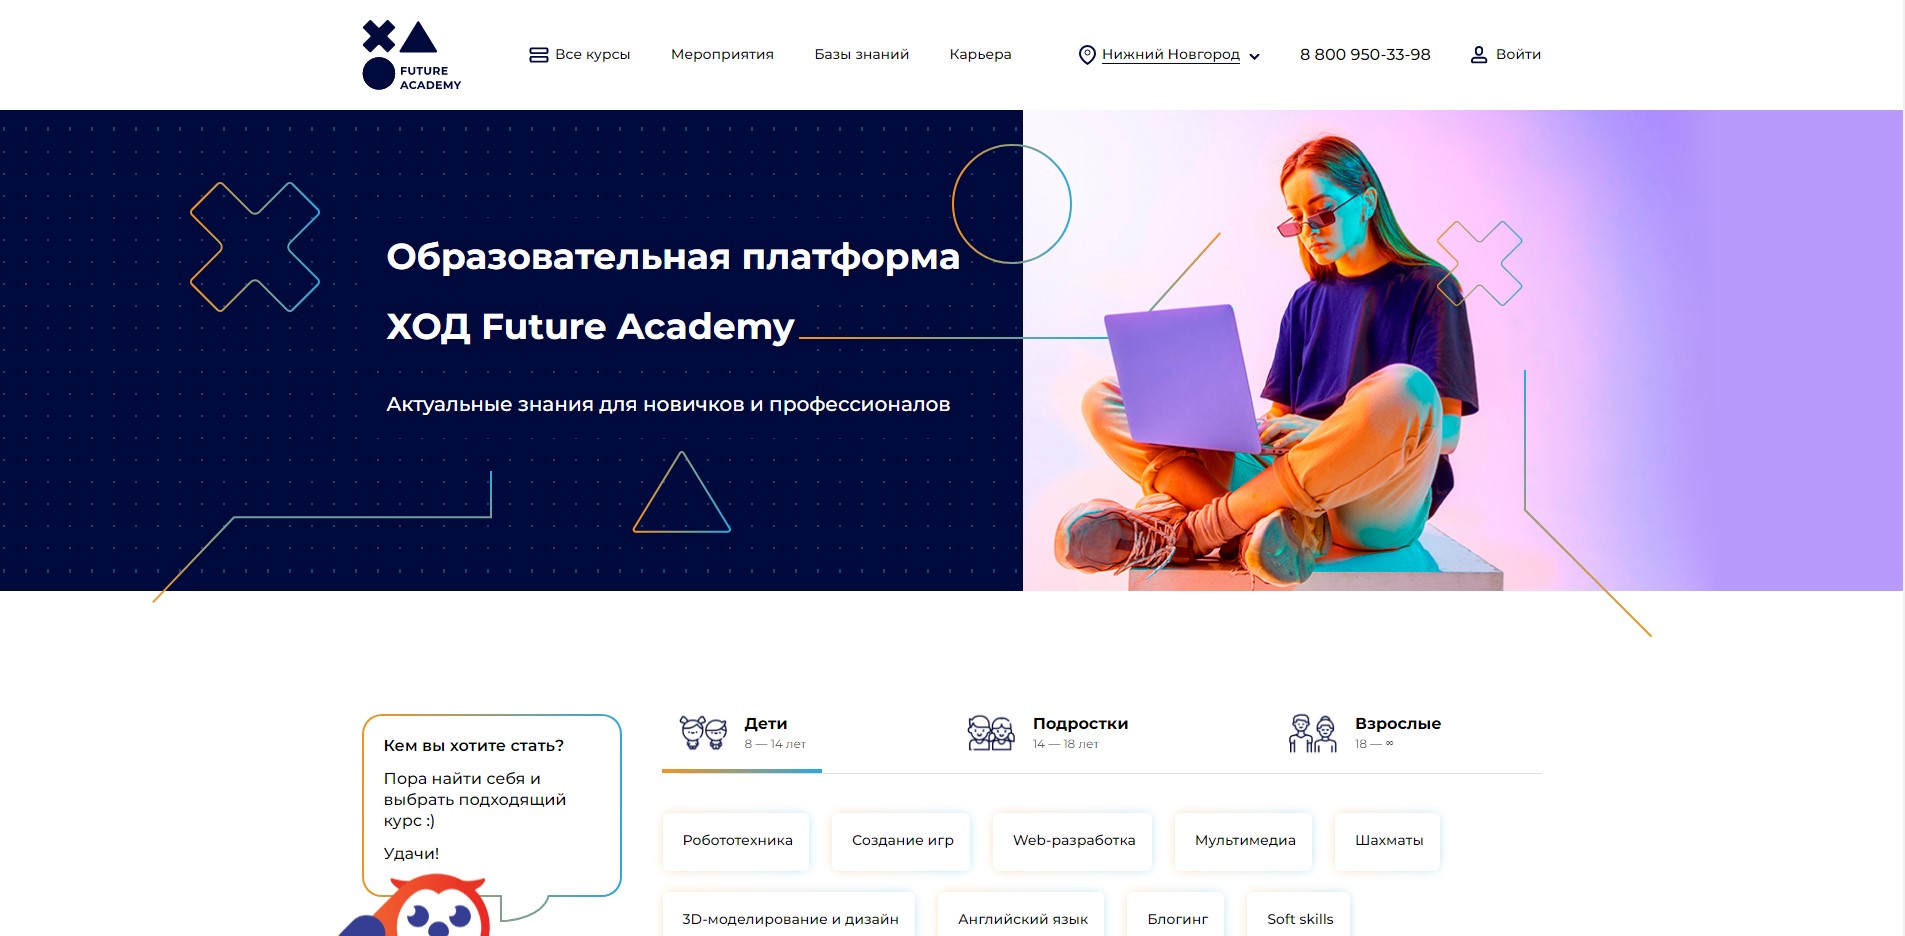 FUTURE
ACADEMY
Все курсы
Мероприятия
Базы знаний
Карьера
Нижний Новгород
8 800 950-33-98
Войти
Образовательная платформа
ХОД Future Academy
Актуальные знания для новичков и профессионалов
Кем вы хотите стать?
Пора найти себя и
выбрать подходящий
курс :)
Удачи!
Дети
8 — 14 лет
Подростки
14 — 18 лет
Взрослые
18 — ∞
Робототехника
Создание игр
Web-разработка
Мультимедиа
Шахматы
3D-моделирование и дизайн
Английский язык
Блогинг
Soft skills